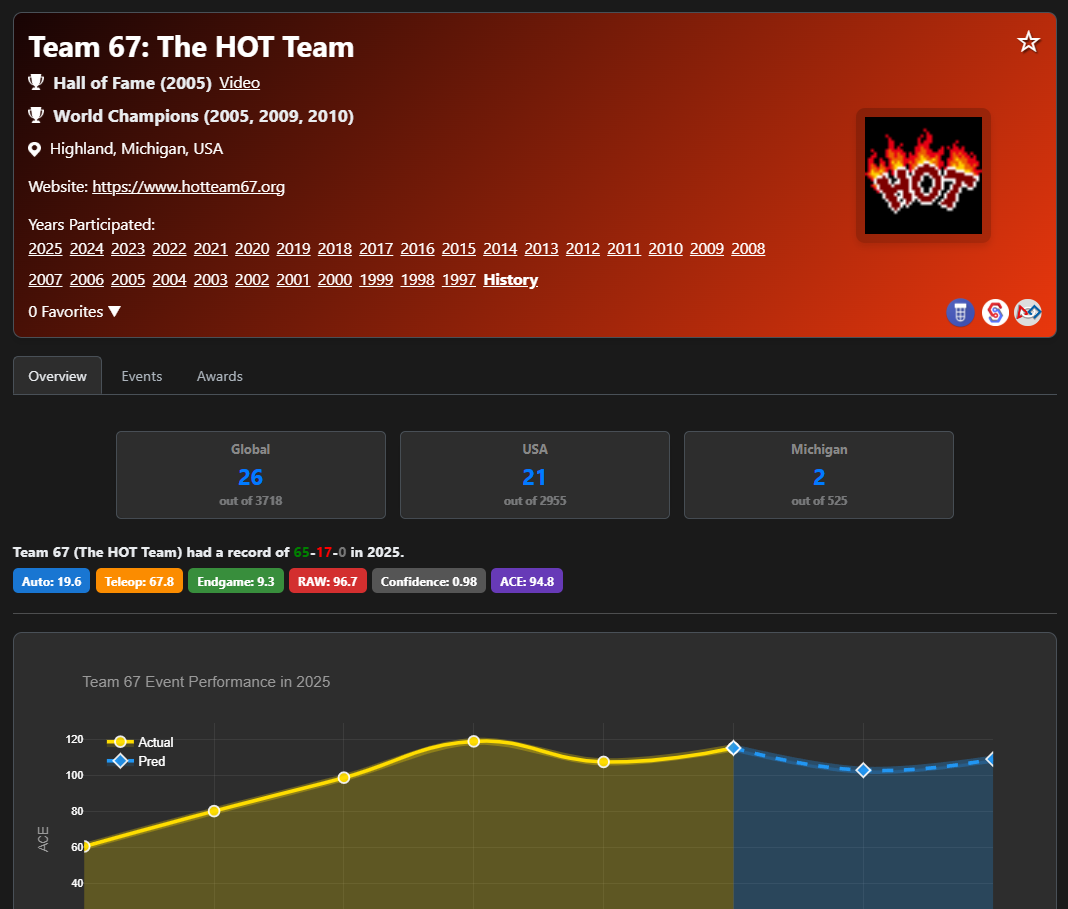 Team 67: The HOT Team
Hall of Fame (2005) Video
World Champions (2005, 2009, 2010)
Highland, Michigan, USA
HOT
Website: https://www.hotteam67.org
Years Participated:
2025 2024 2023 2022 2021 2020 2019 2018 2017 2016 2015 2014 2013 2012 2011 2010 2009 2008
2007 2006 2005 2004 2003 2002 2001 2000 1999 1998 1997 History
0 Favorites ▼
Overview Events Awards
Global
26
out of 3718
USA
21
out of 2955
Michigan
2
out of 525
Team 67 (The HOT Team) had a record of 65-17-0 in 2025.
Auto: 19.6 Teleop: 67.8 Endgame: 9.3 RAW: 96.7 Confidence: 0.98 ACE: 94.8
Team 67 Event Performance in 2025
Actual
Pred
120
100
80
60
40
ACE